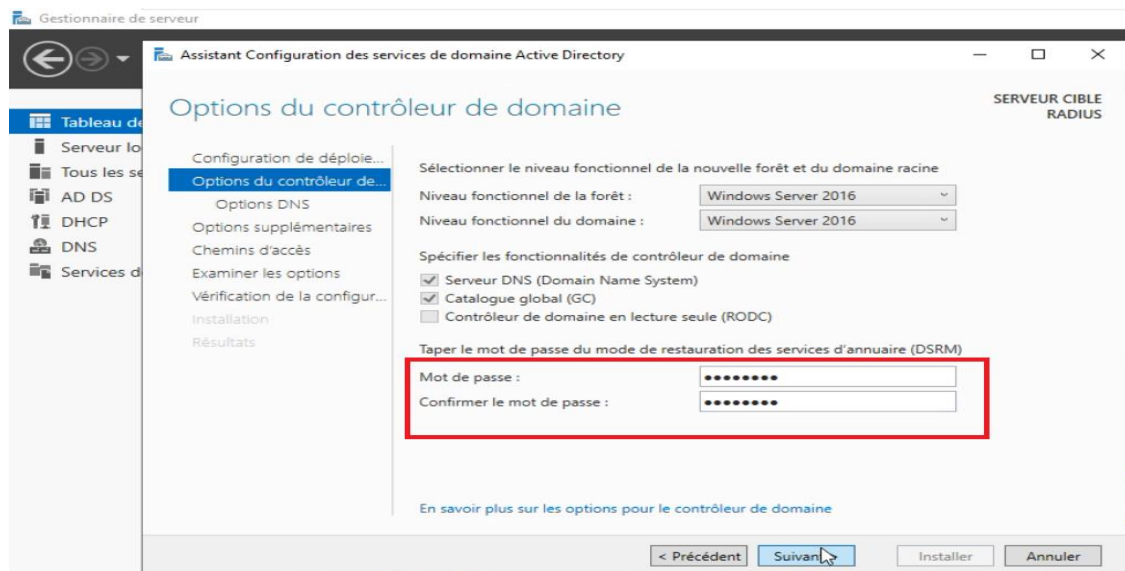 Gestionnaire de serveur
Assistant Configuration des services de domaine Active Directory
Options du contrôleur de domaine
SERVEUR CIBLE
RADIUS
Tableau de
Serveur lo
Tous les se
AD DS
DHCP
DNS
Services d
Configuration de déploie...
Options du contrôleur de...
Options DNS
Options supplémentaires
Chemins d'accès
Examiner les options
Vérification de la configur...
Installation
Résultats
Sélectionner le niveau fonctionnel de la nouvelle forêt et du domaine racine
Niveau fonctionnel de la forêt : Windows Server 2016
Niveau fonctionnel du domaine : Windows Server 2016
Spécifier les fonctionnalités de contrôleur de domaine
Serveur DNS (Domain Name System)
Catalogue global (GC)
Contrôleur de domaine en lecture seule (RODC)
Taper le mot de passe du mode de restauration des services d'annuaire (DSRM)
Mot de passe : ••••••••
Confirmer le mot de passe : ••••••••
En savoir plus sur les options pour le contrôleur de domaine
< Précédent Suivant > Installer Annuler